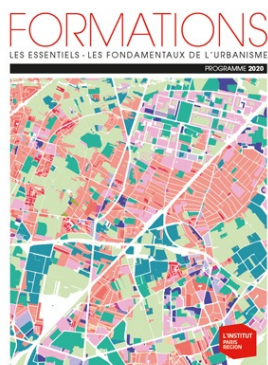 FORMATIONS
LES ESSENTIELS - LES FONDAMENTAUX DE L'URBANISME
PROGRAMME 2020
L'INSTITUT
PARIS
REGION